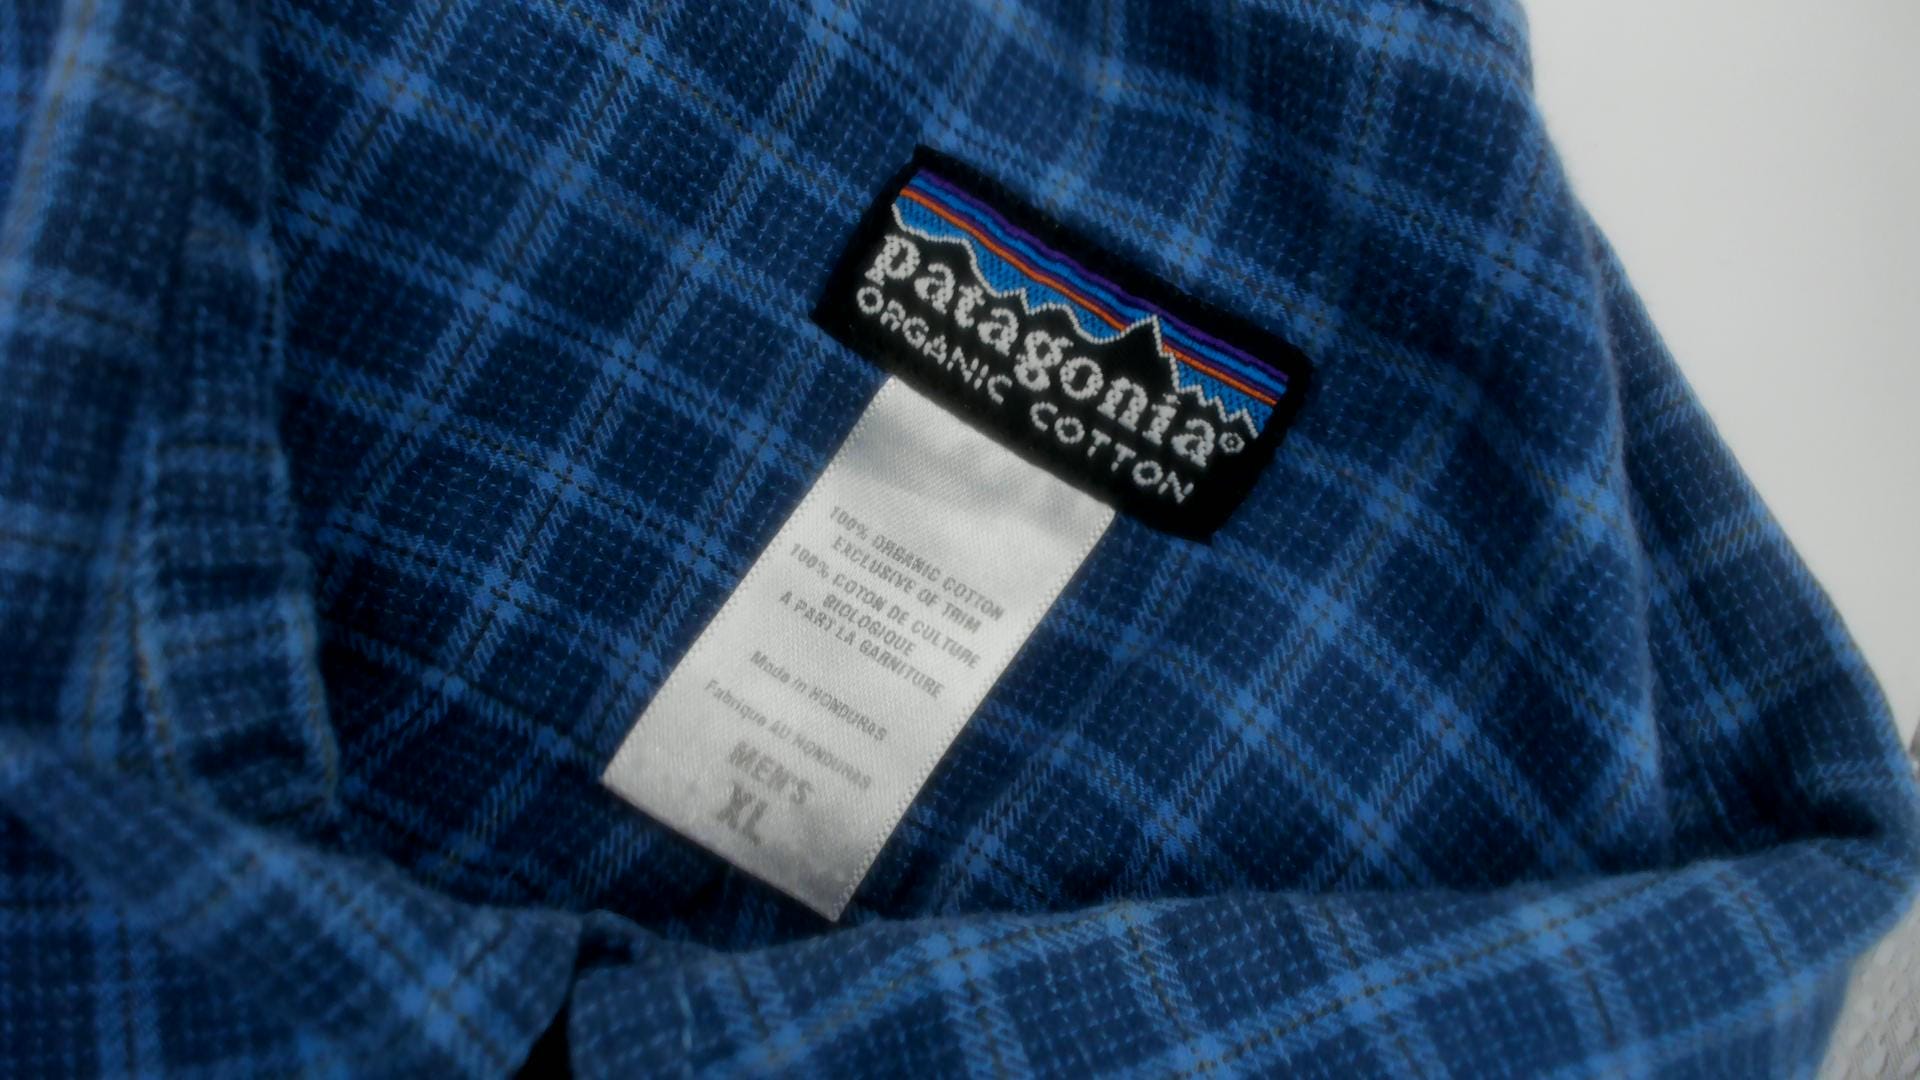 patagonia®
ORGANIC COTTON
100% ORGANIC COTTON
EXCLUSIVE OF TRIM
100% COTON DE CULTURE
BIOLOGIQUE
A PART LA GARNITURE
Made in HONDURAS
Fabrique AU HONDURAS
MEN'S
XL